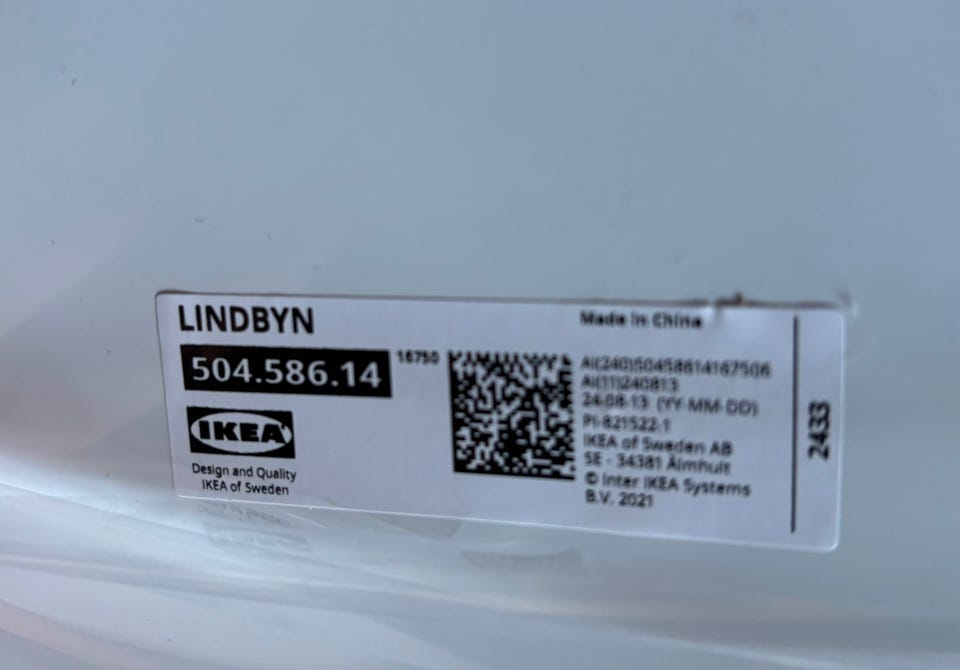 LINDBYN
504.586.14
16750
IKEA
Design and Quality
IKEA of Sweden
Made in China
AI(240)50458614167506
AI(11)240813
24-08-13 (YY-MM-DD)
PI-821522-1
IKEA of Sweden AB
SE - 34381 Älmhult
© Inter IKEA Systems
B.V. 2021
2433